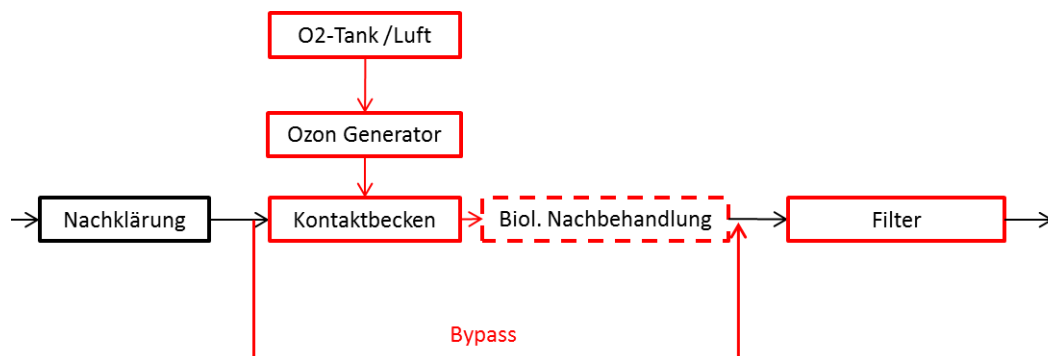 O2-Tank /Luft
Ozon Generator
Nachklärung
Kontaktbecken
Biol. Nachbehandlung
Filter
Bypass